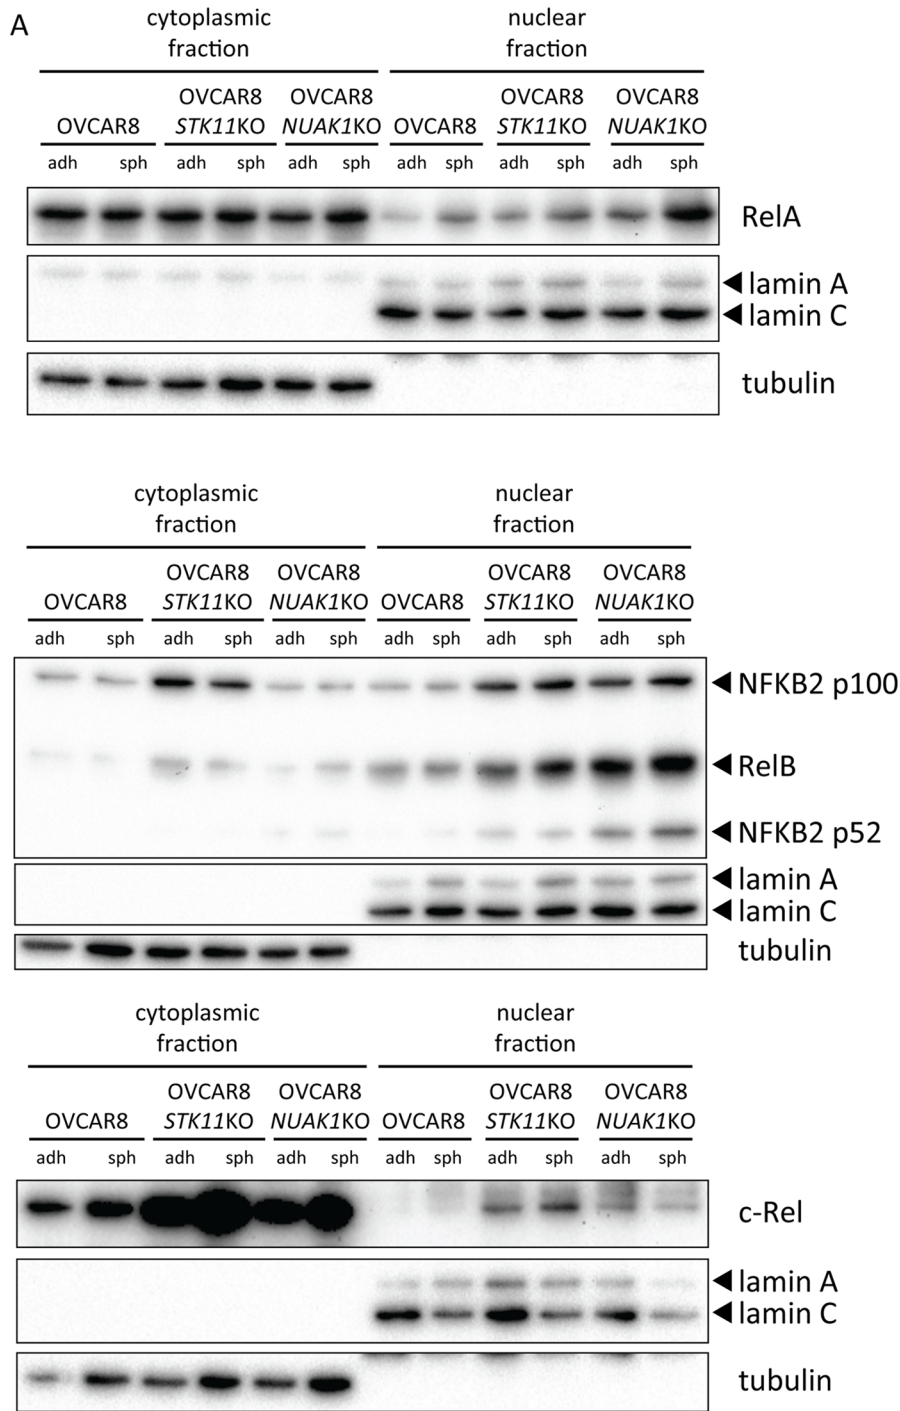 A
cytoplasmic
fraction
nuclear
fraction
OVCAR8
OVCAR8
STK11KO
OVCAR8
NUAK1KO
OVCAR8
OVCAR8
STK11KO
OVCAR8
NUAK1KO
adh sph adh sph adh sph adh sph adh sph adh sph
RelA
lamin A
lamin C
tubulin
cytoplasmic
fraction
nuclear
fraction
OVCAR8
OVCAR8
STK11KO
OVCAR8
NUAK1KO
OVCAR8
OVCAR8
STK11KO
OVCAR8
NUAK1KO
adh sph adh sph adh sph adh sph adh sph adh sph
NFKB2 p100
RelB
NFKB2 p52
lamin A
lamin C
tubulin
cytoplasmic
fraction
nuclear
fraction
OVCAR8
OVCAR8
STK11KO
OVCAR8
NUAK1KO
OVCAR8
OVCAR8
STK11KO
OVCAR8
NUAK1KO
adh sph adh sph adh sph adh sph adh sph adh sph
c-Rel
lamin A
lamin C
tubulin